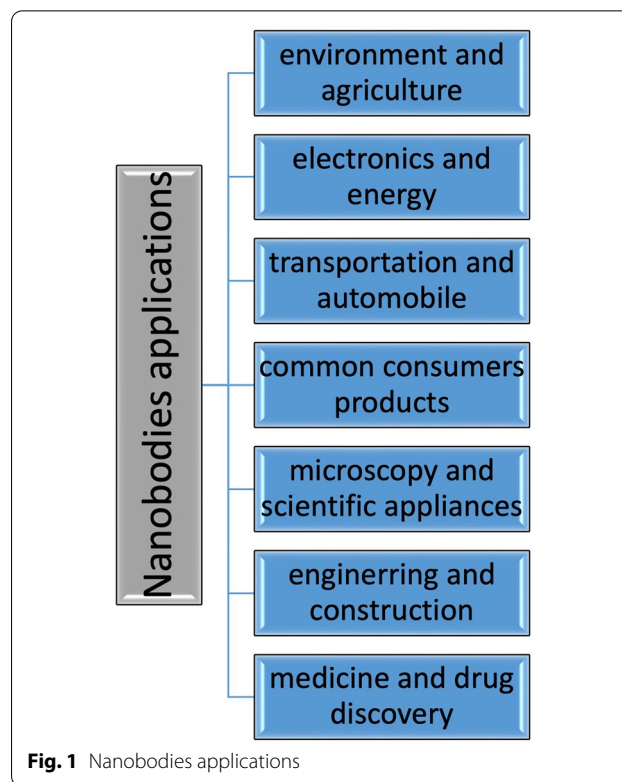 Nanobodies applications
environment and
agriculture
electronics and
energy
transportation and
automobile
common consumers
products
microscopy and
scientific appliances
enginerring and
construction
medicine and drug
discovery
Fig. 1 Nanobodies applications